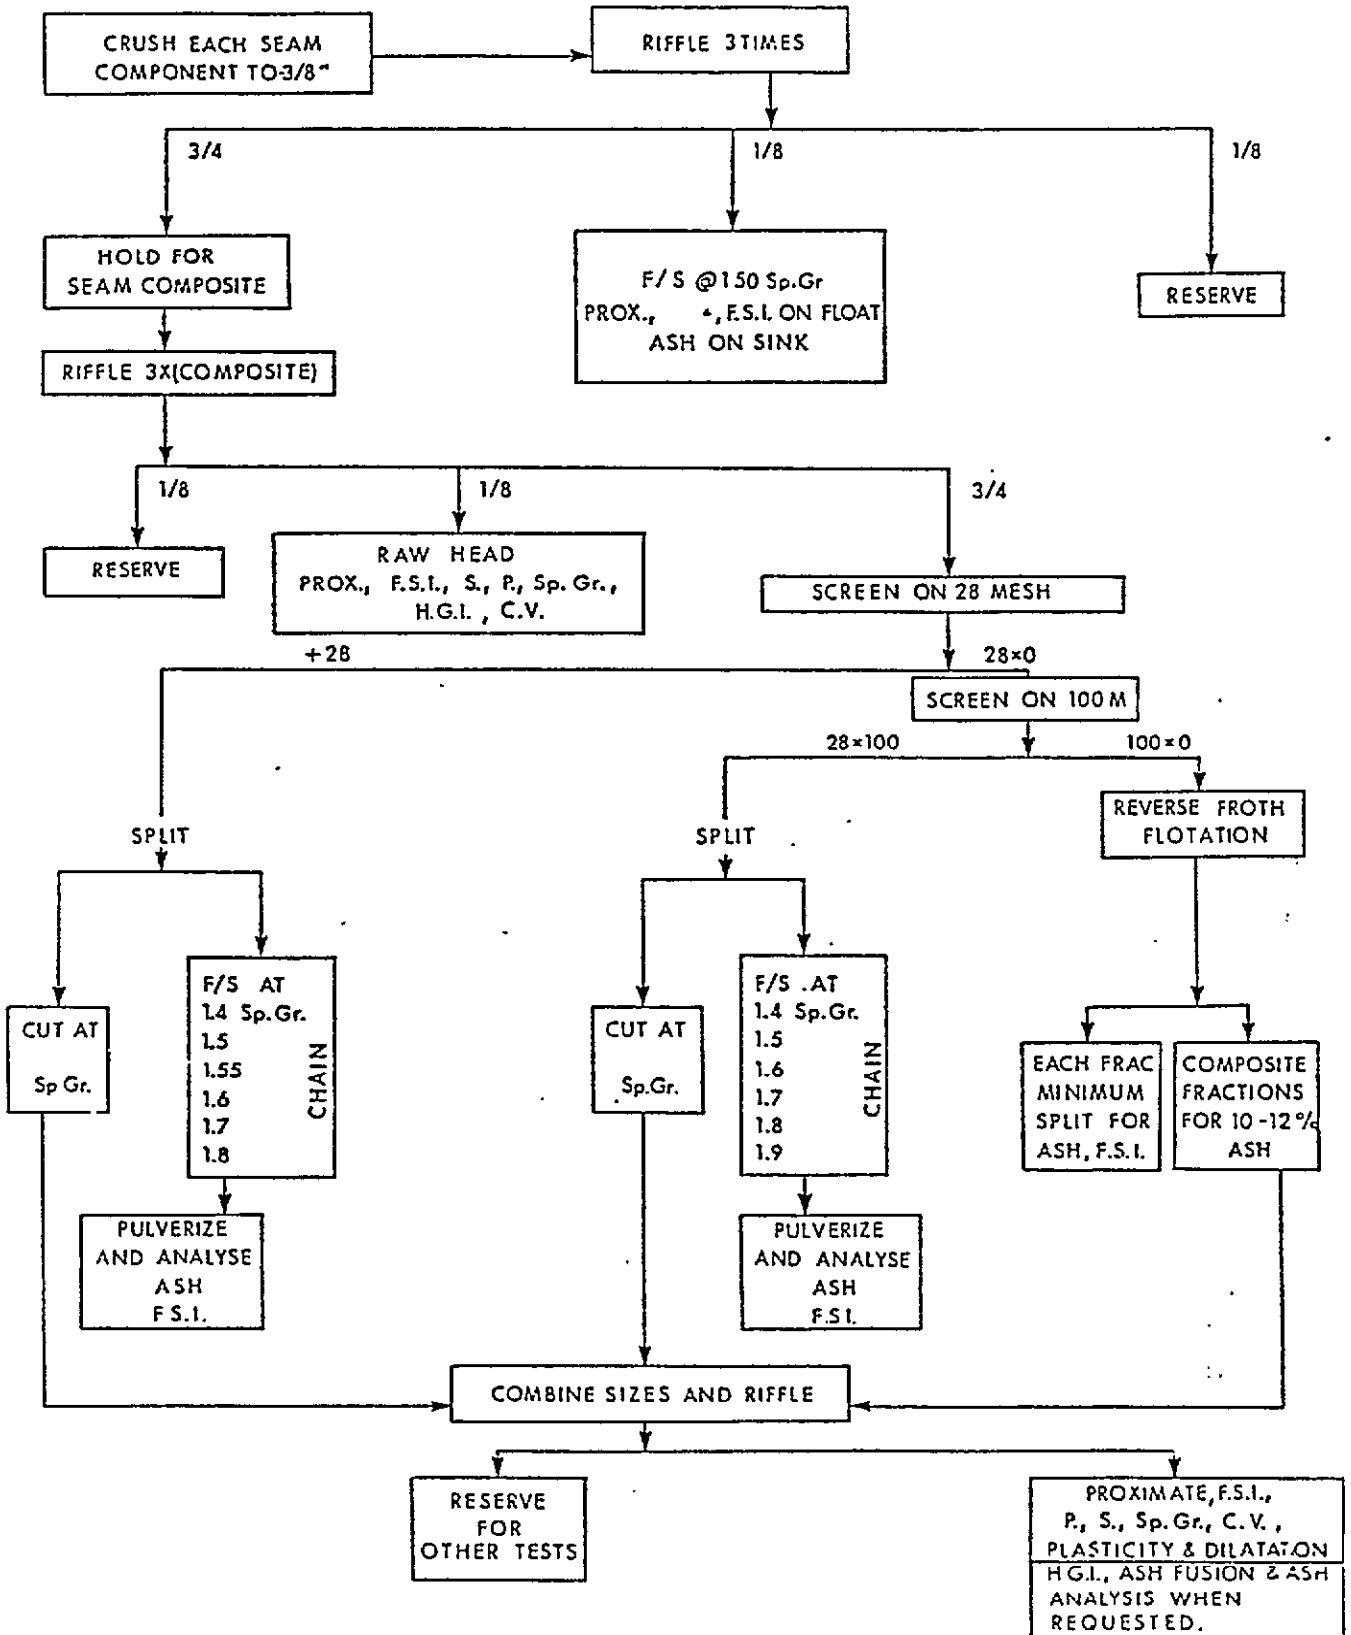 CRUSH EACH SEAM
COMPONENT TO-3/8"
RIFFLE 3TIMES
3/4
1/8
1/8
HOLD FOR
SEAM COMPOSITE
F/S @150 Sp.Gr
PROX., , F.S.I. ON FLOAT
ASH ON SINK
RESERVE
RIFFLE 3X(COMPOSITE)
1/8
1/8
3/4
RESERVE
RAW HEAD
PROX., F.S.I., S., P., Sp. Gr.,
H.G.I., C.V.
SCREEN ON 28 MESH
+28
28×0
SCREEN ON 100 M
28×100
100×0
REVERSE FROTH
FLOTATION
SPLIT
SPLIT
CUT AT
Sp Gr.
F/S AT
1.4 Sp.Gr.
1.5
1.55
1.6
1.7
1.8
CHAIN
CUT AT
Sp.Gr.
F/S .AT
1.4 Sp.Gr.
1.5
1.6
1.7
1.8
1.9
CHAIN
EACH FRAC
MINIMUM
SPLIT FOR
ASH, F.S.I.
COMPOSITE
FRACTIONS
FOR 10-12%
ASH
PULVERIZE
AND ANALYSE
ASH
F S.I.
PULVERIZE
AND ANALYSE
ASH
F.S I.
COMBINE SIZES AND RIFFLE
RESERVE
FOR
OTHER TESTS
PROXIMATE, F.S.I.,
P., S., Sp.Gr., C.V.,
PLASTICITY & DILATATION
H G.I., ASH FUSION & ASH
ANALYSIS WHEN
REQUESTED.